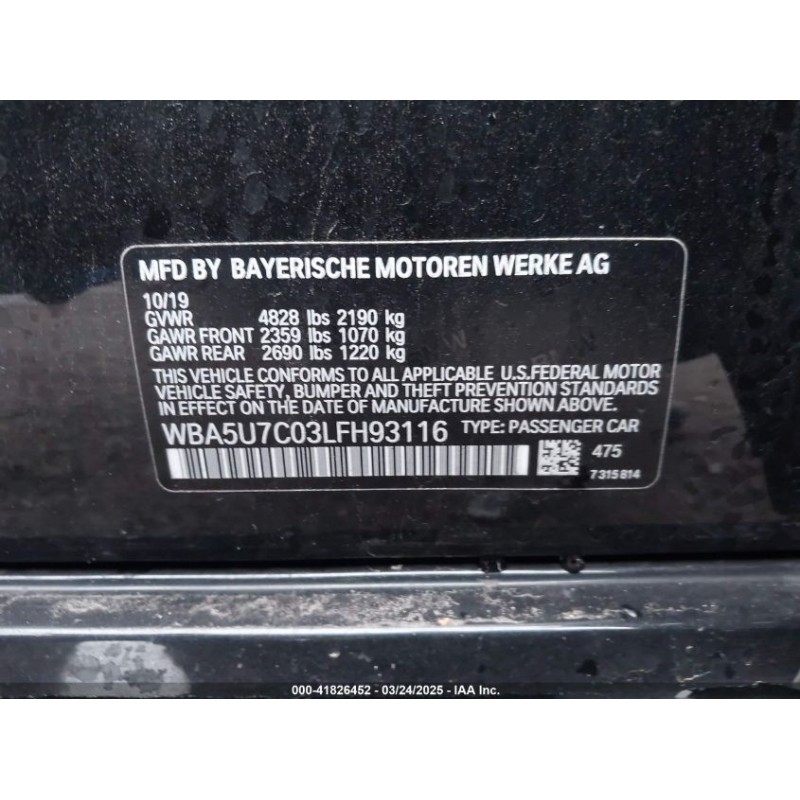 MFD BY BAYERISCHE MOTOREN WERKE AG
10/19
GVWR 4828 lbs 2190 kg
GAWR FRONT 2359 lbs 1070 kg
GAWR REAR 2690 lbs 1220 kg
THIS VEHICLE CONFORMS TO ALL APPLICABLE U.S.FEDERAL MOTOR
VEHICLE SAFETY, BUMPER AND THEFT PREVENTION STANDARDS
IN EFFECT ON THE DATE OF MANUFACTURE SHOWN ABOVE.
WBA5U7C03LFH93116 TYPE: PASSENGER CAR
475
7315814
000-41826452 - 03/24/2025 - IAA Inc.